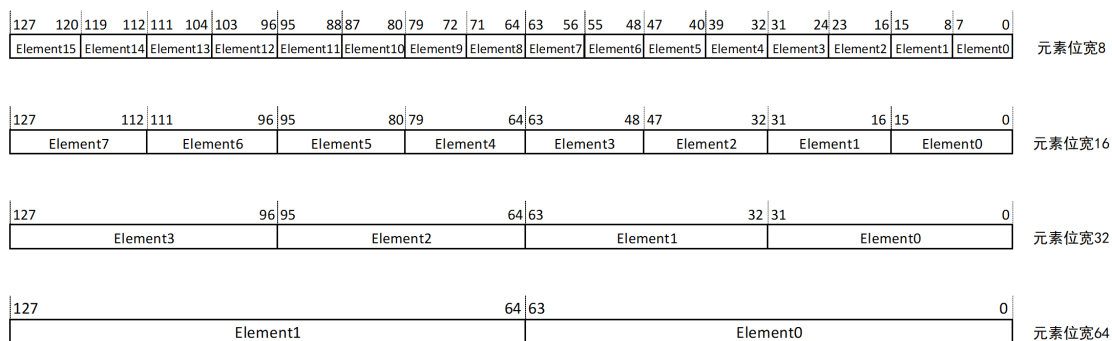 127 120 119 112 111 104 103 96 95 88 87 80 79 72 71 64 63 56 55 48 47 40 39 32 31 24 23 16 15 8 7 0
Element15 Element14 Element13 Element12 Element11 Element10 Element9 Element8 Element7 Element6 Element5 Element4 Element3 Element2 Element1 Element0 元素位宽8
127 112 111 96 95 80 79 64 63 48 47 32 31 16 15 0
Element7 Element6 Element5 Element4 Element3 Element2 Element1 Element0 元素位宽16
127 96 95 64 63 32 31 0
Element3 Element2 Element1 Element0 元素位宽32
127 64 63 0
Element1 Element0 元素位宽64